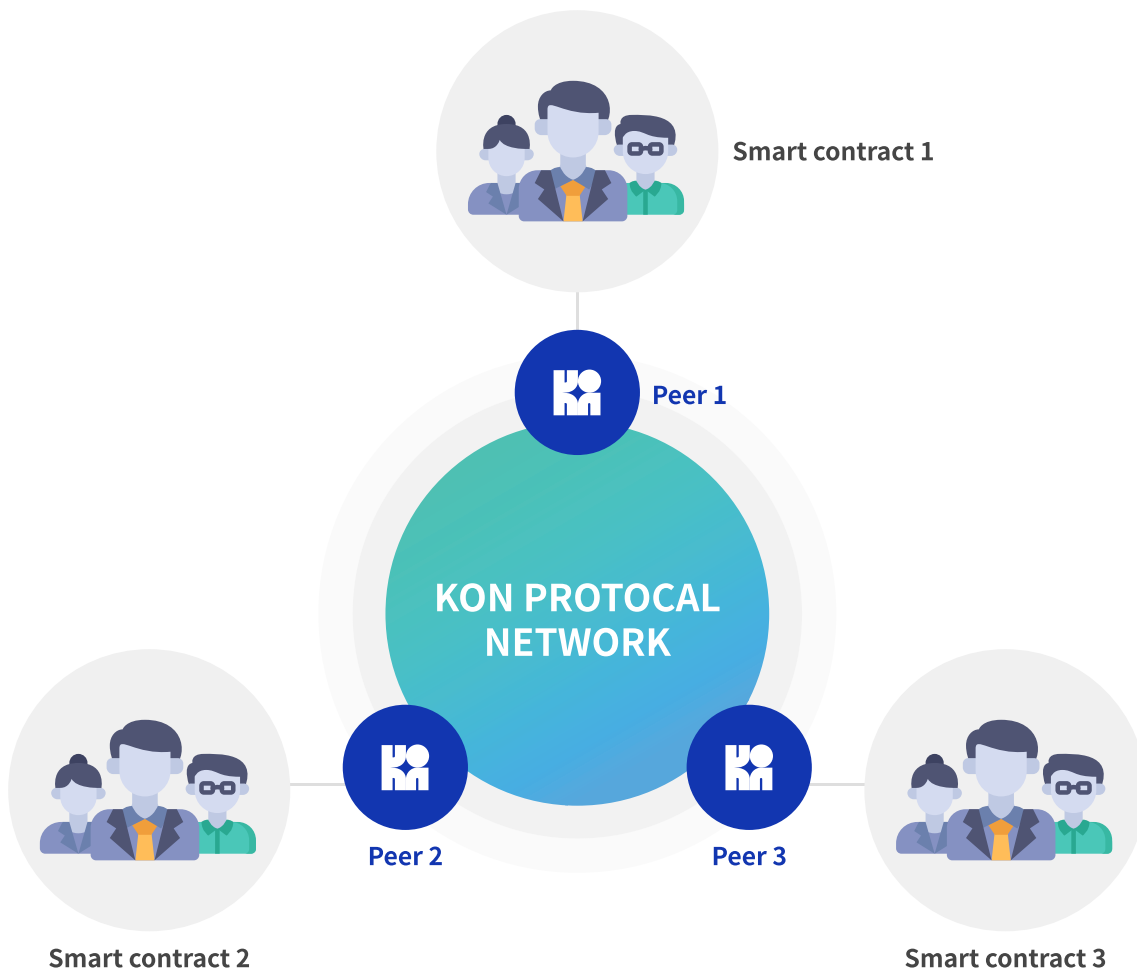 Smart contract 1
Peer 1
KON PROTOCAL
NETWORK
Peer 2
Peer 3
Smart contract 2
Smart contract 3